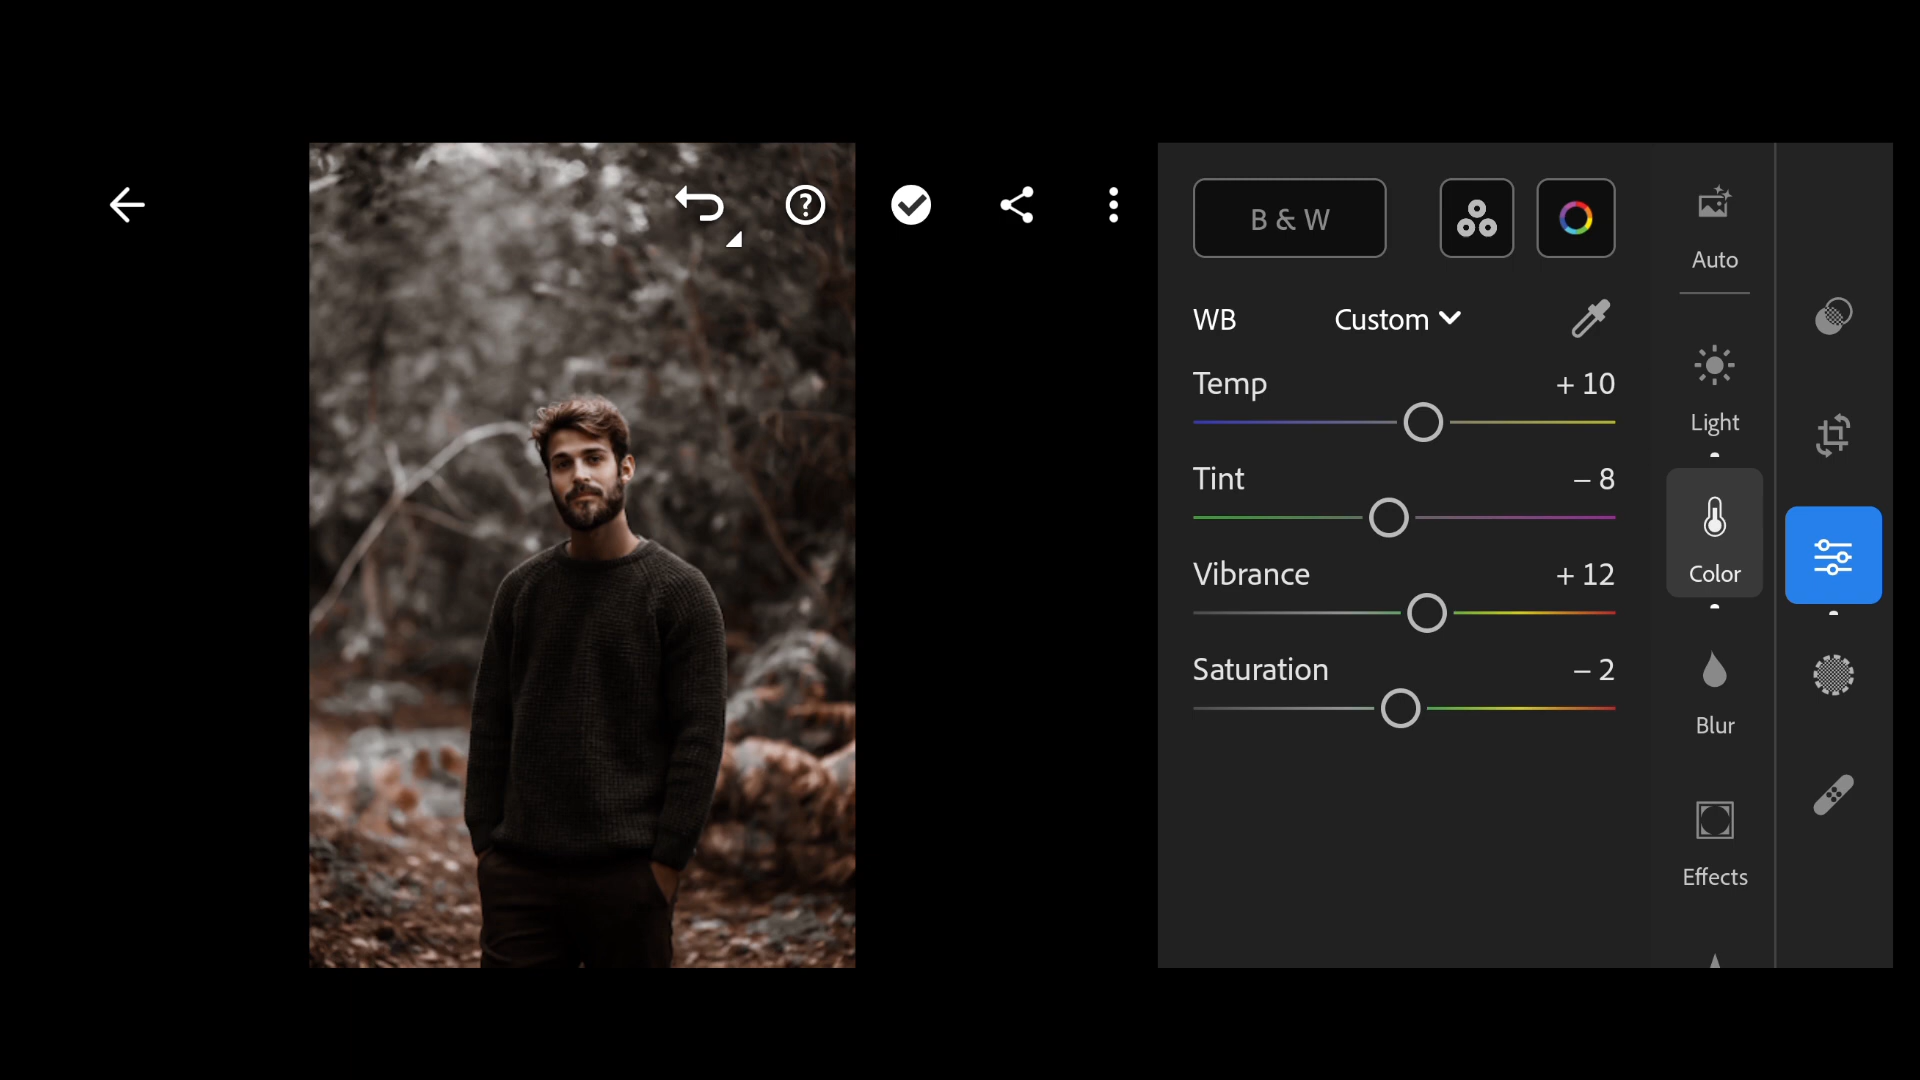 B & W
WB Custom
Temp + 10
Tint – 8
Vibrance + 12
Saturation – 2
Auto
Light
Color
Blur
Effects